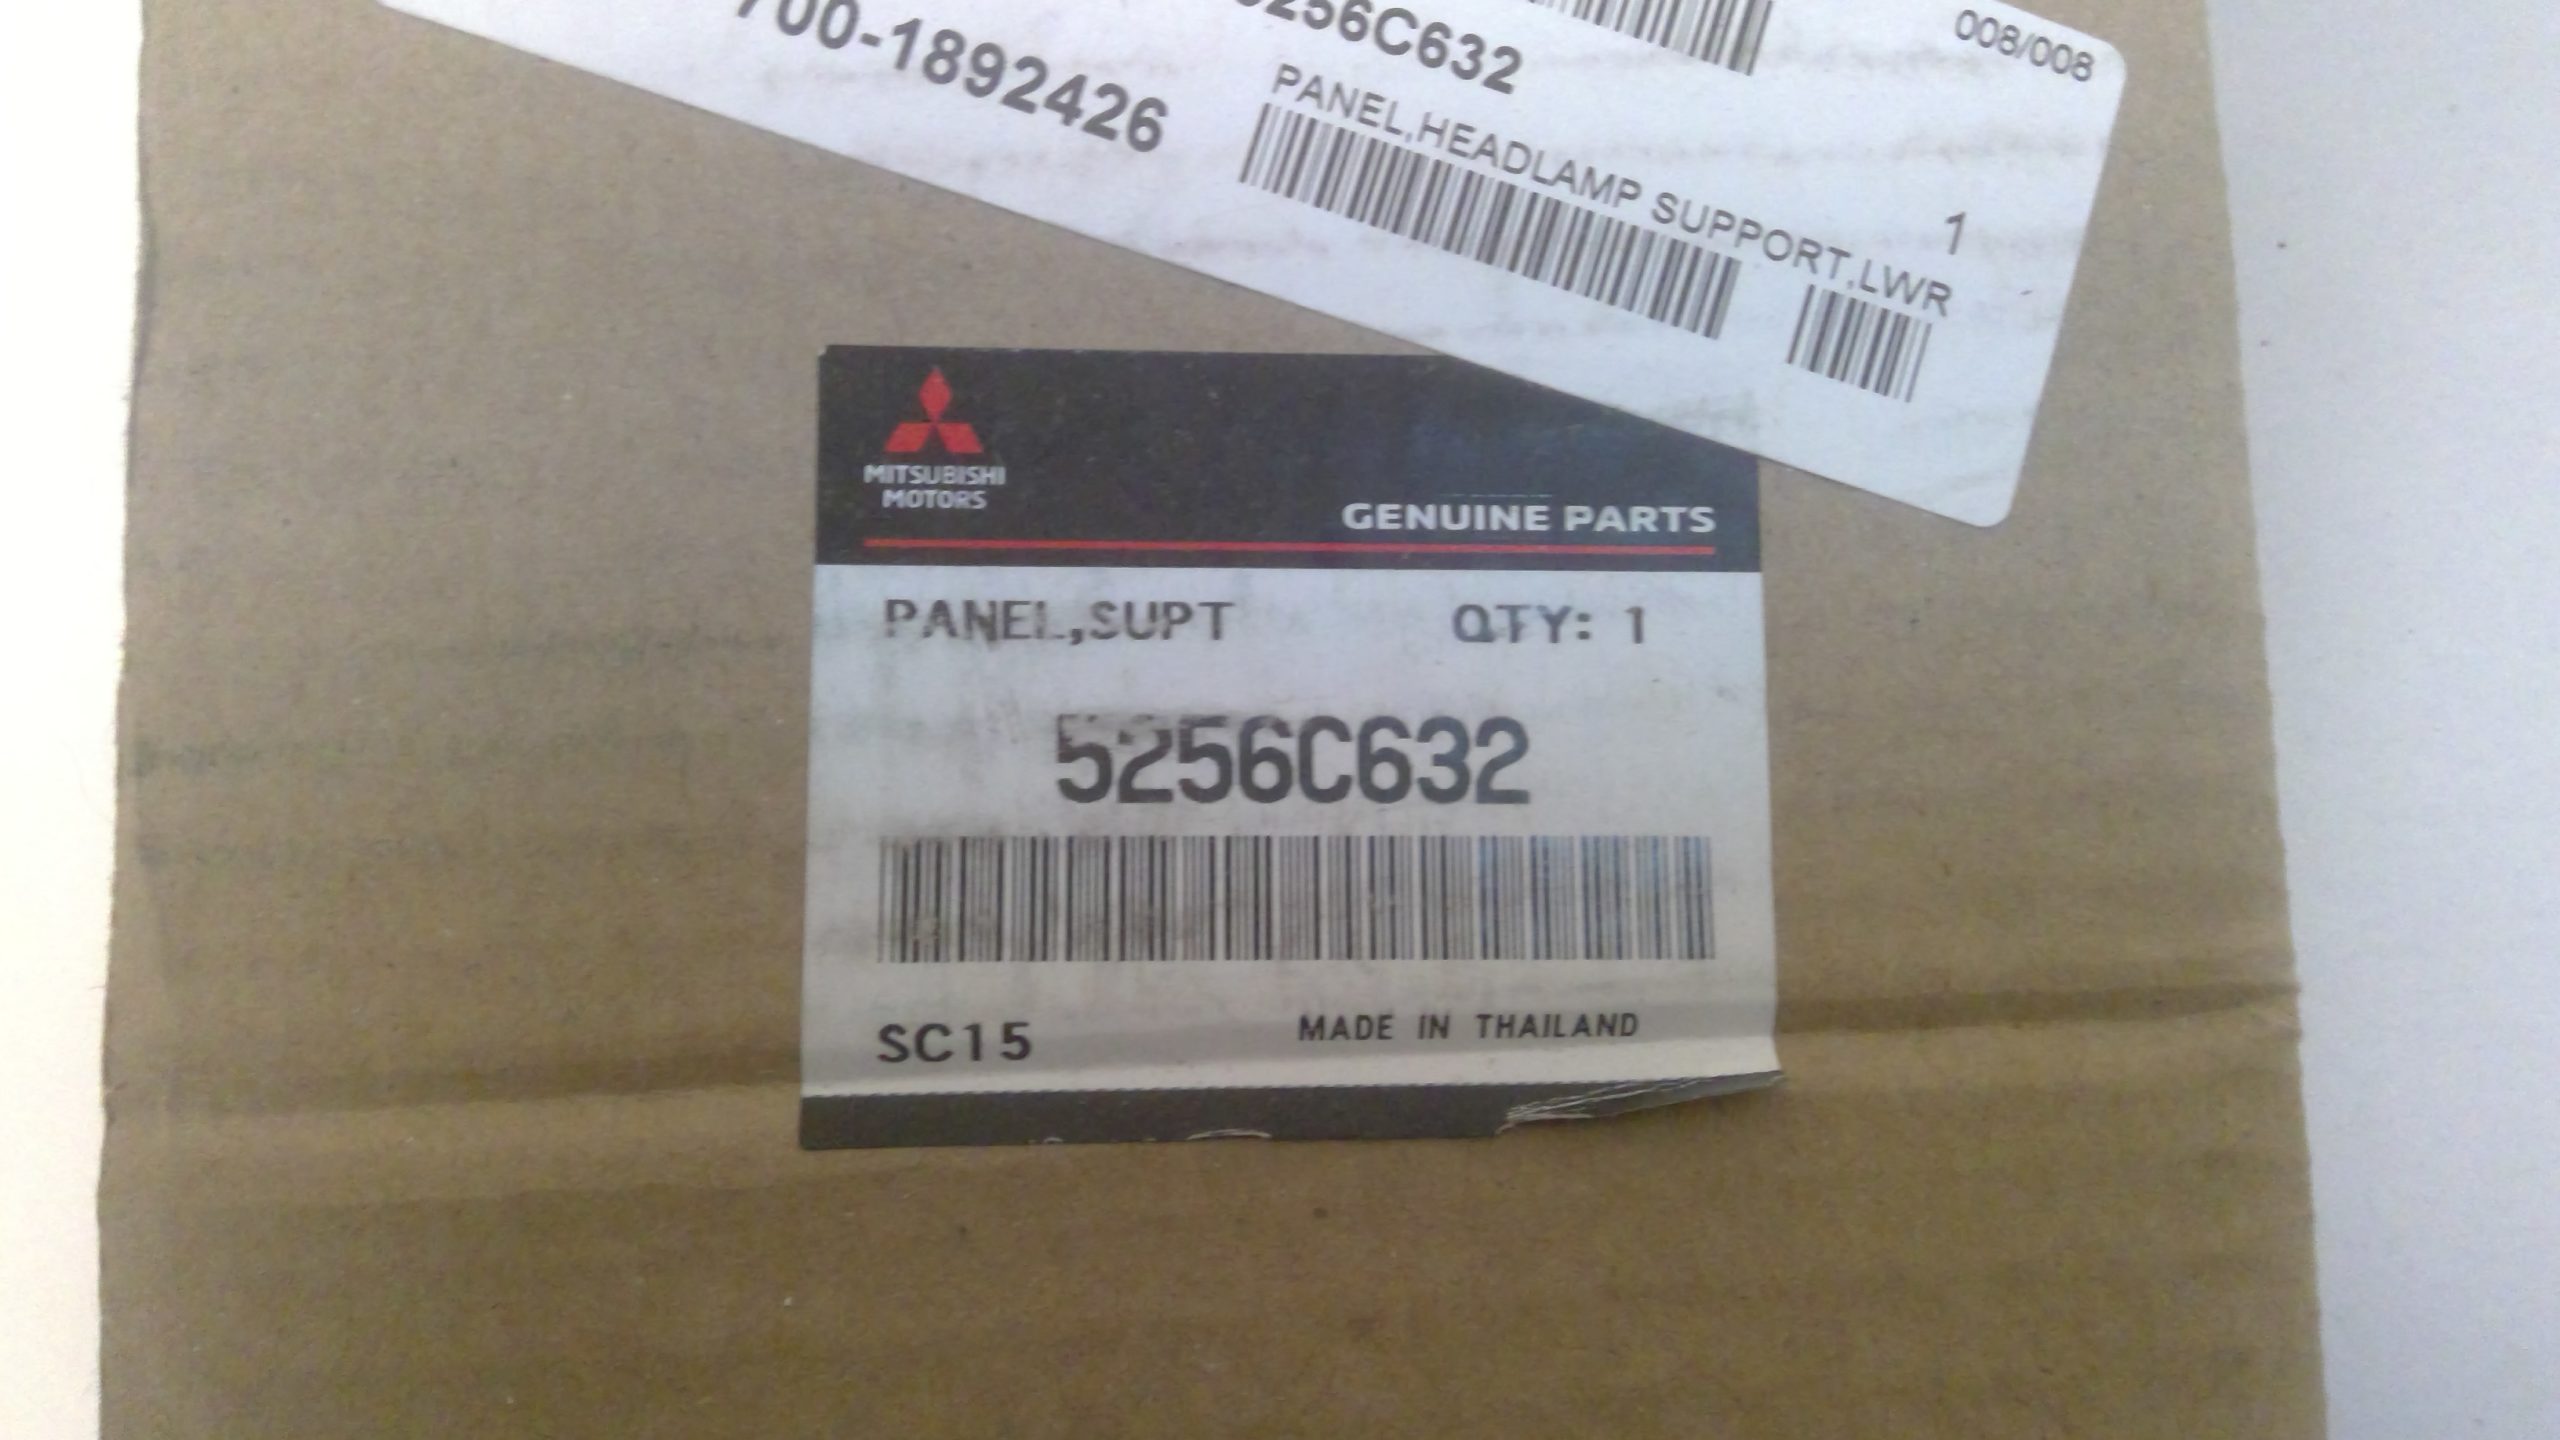 008/008
256C632
700-1892426
PANEL,HEADLAMP SUPPORT,LWR
1
MITSUBISHI
MOTORS
GENUINE PARTS
PANEL,SUPT QTY: 1
5256C632
SC15 MADE IN THAILAND